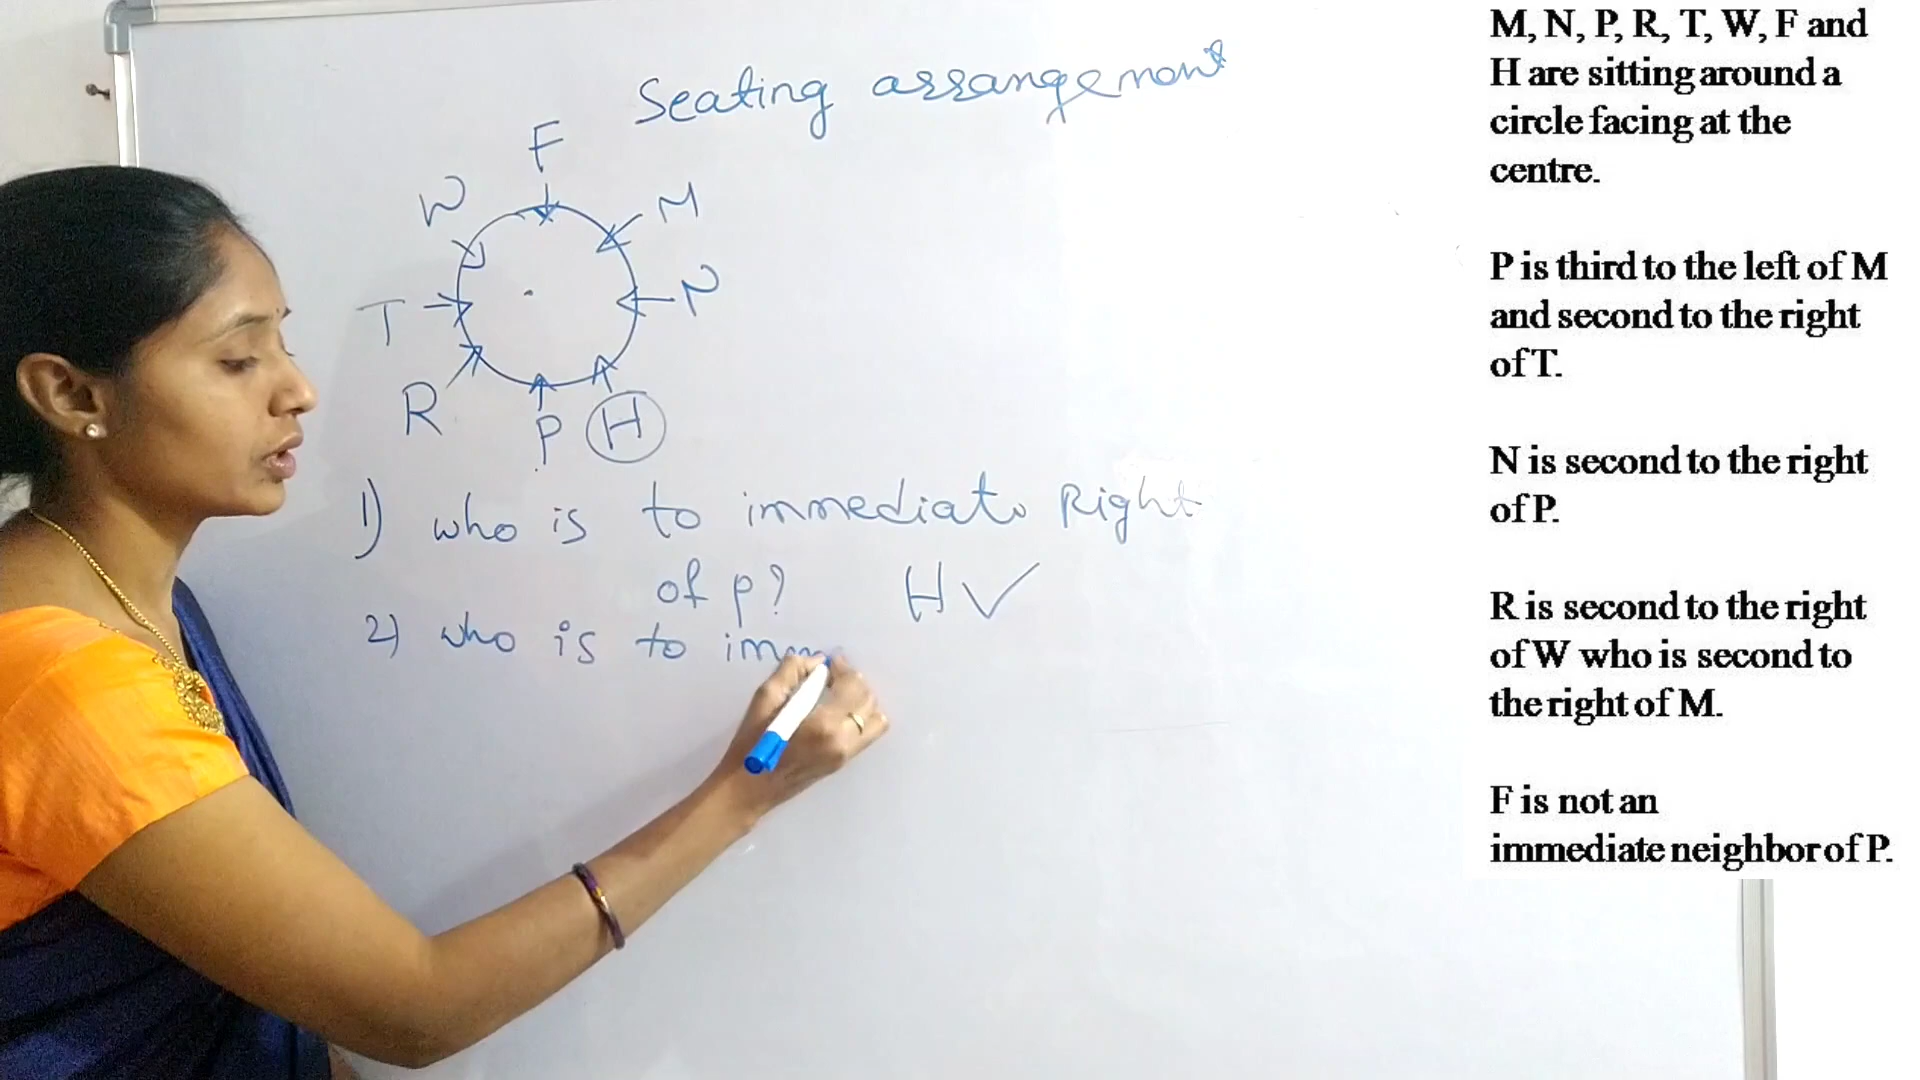 Seating arrangement
F
W
M
T
N
R
P
H
1) who is to immediate Right
of p? H ✓
2) who is to imm
M, N, P, R, T, W, F and
H are sitting around a
circle facing at the
centre.
P is third to the left of M
and second to the right
of T.
N is second to the right
of P.
R is second to the right
of W who is second to
the right of M.
F is not an
immediate neighbor of P.